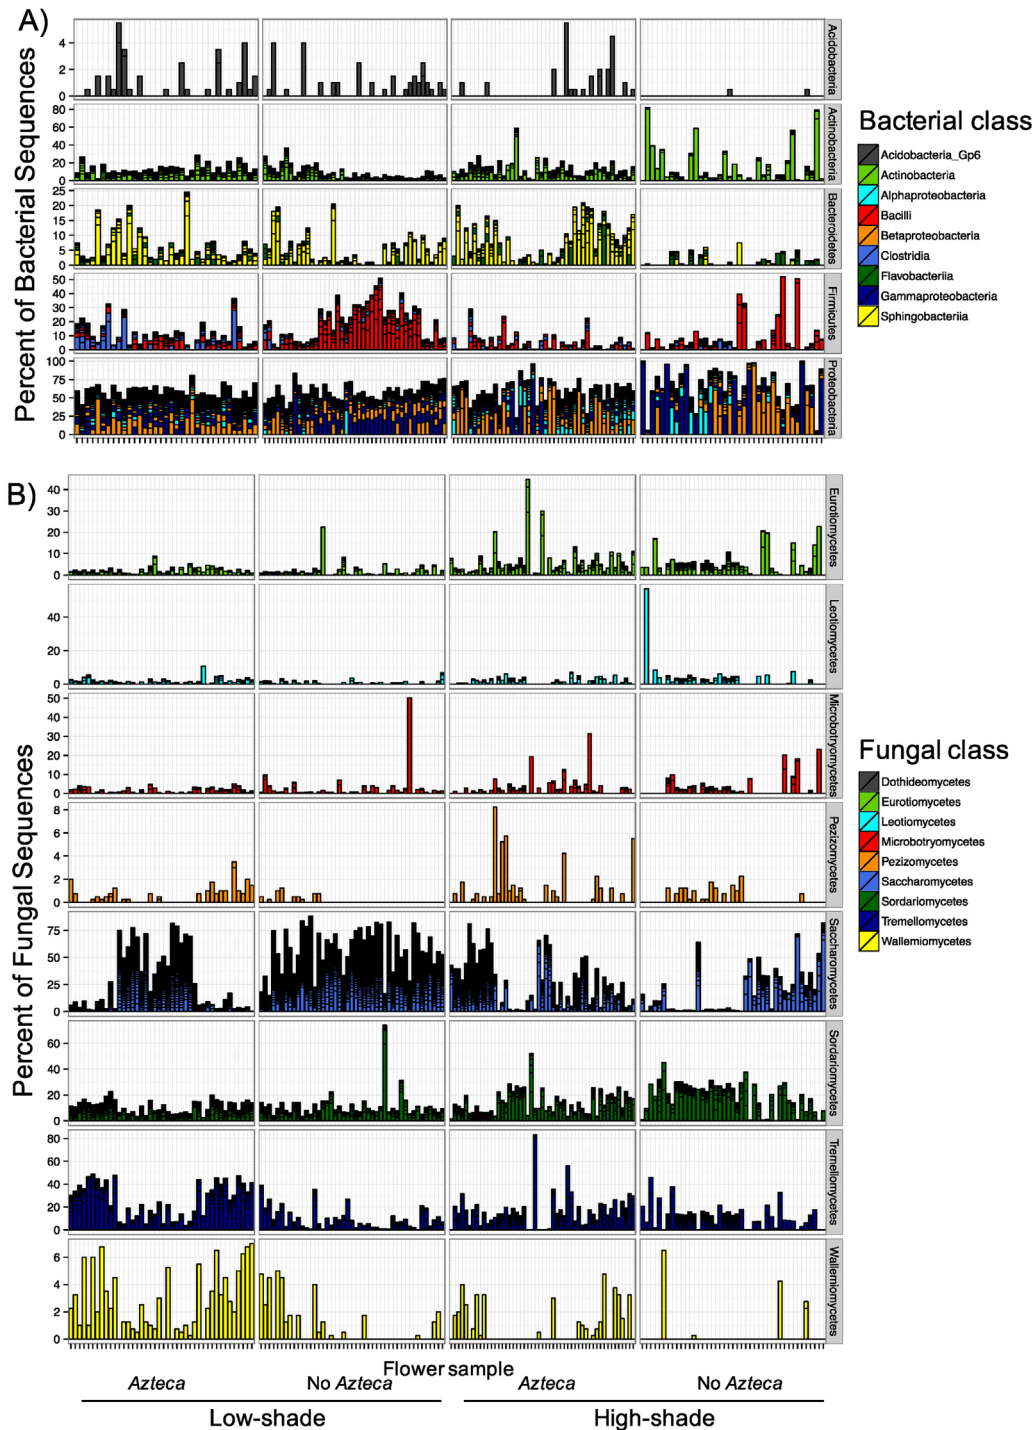 A)
Percent of Bacterial Sequences
4
2
0
Acidobacteria
80
60
40
20
0
Actinobacteria
25
20
15
10
5
0
Bacteroidetes
50
40
30
20
10
0
Firmicutes
100
75
50
25
0
Proteobacteria
Bacterial class
Acidobacteria_Gp6
Actinobacteria
Alphaproteobacteria
Bacilli
Betaproteobacteria
Clostridia
Flavobacteriia
Gammaproteobacteria
Sphingobacteriia
B)
Percent of Fungal Sequences
40
30
20
10
0
Eurotiomycetes
40
20
0
Leotiomycetes
50
40
30
20
10
0
Microbotryomycetes
8
6
4
2
0
Pezizomycetes
75
50
25
0
Saccharomycetes
60
40
20
0
Sordariomycetes
80
60
40
20
0
Tremellomycetes
6
4
2
0
Wallemiomycetes
Fungal class
Dothideomycetes
Eurotiomycetes
Leotiomycetes
Microbotryomycetes
Pezizomycetes
Saccharomycetes
Sordariomycetes
Tremellomycetes
Wallemiomycetes
Flower sample
Azteca No Azteca Azteca No Azteca
Low-shade High-shade